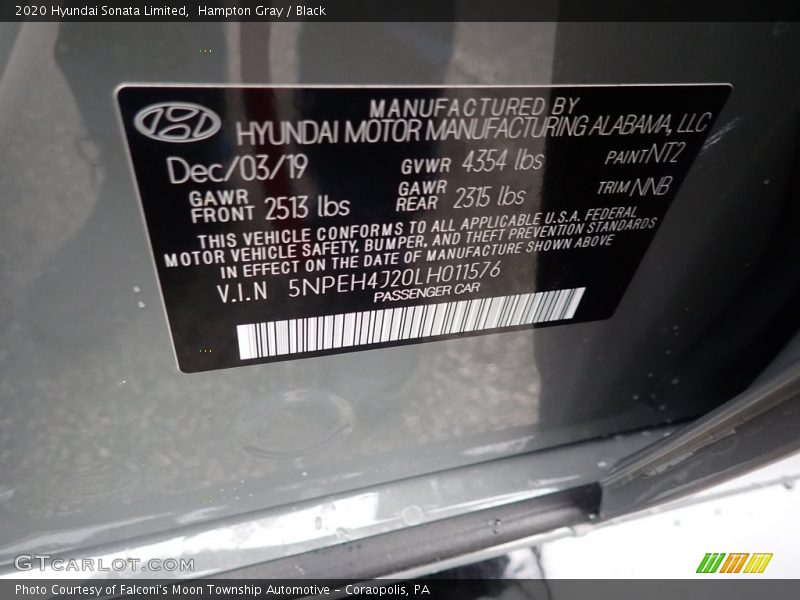 2020 Hyundai Sonata Limited, Hampton Gray / Black
MANUFACTURED BY
HYUNDAI MOTOR MANUFACTURING ALABAMA, LLC
Dec/03/19 GVWR 4354 lbs PAINT NT2
GAWR FRONT 2513 lbs GAWR REAR 2315 lbs TRIM NNB
THIS VEHICLE CONFORMS TO ALL APPLICABLE U.S.A. FEDERAL
MOTOR VEHICLE SAFETY, BUMPER, AND THEFT PREVENTION STANDARDS
IN EFFECT ON THE DATE OF MANUFACTURE SHOWN ABOVE
V.I.N 5NPEH4J20LH011576
PASSENGER CAR
GTCARLOT.COM
Photo Courtesy of Falconi's Moon Township Automotive - Coraopolis, PA